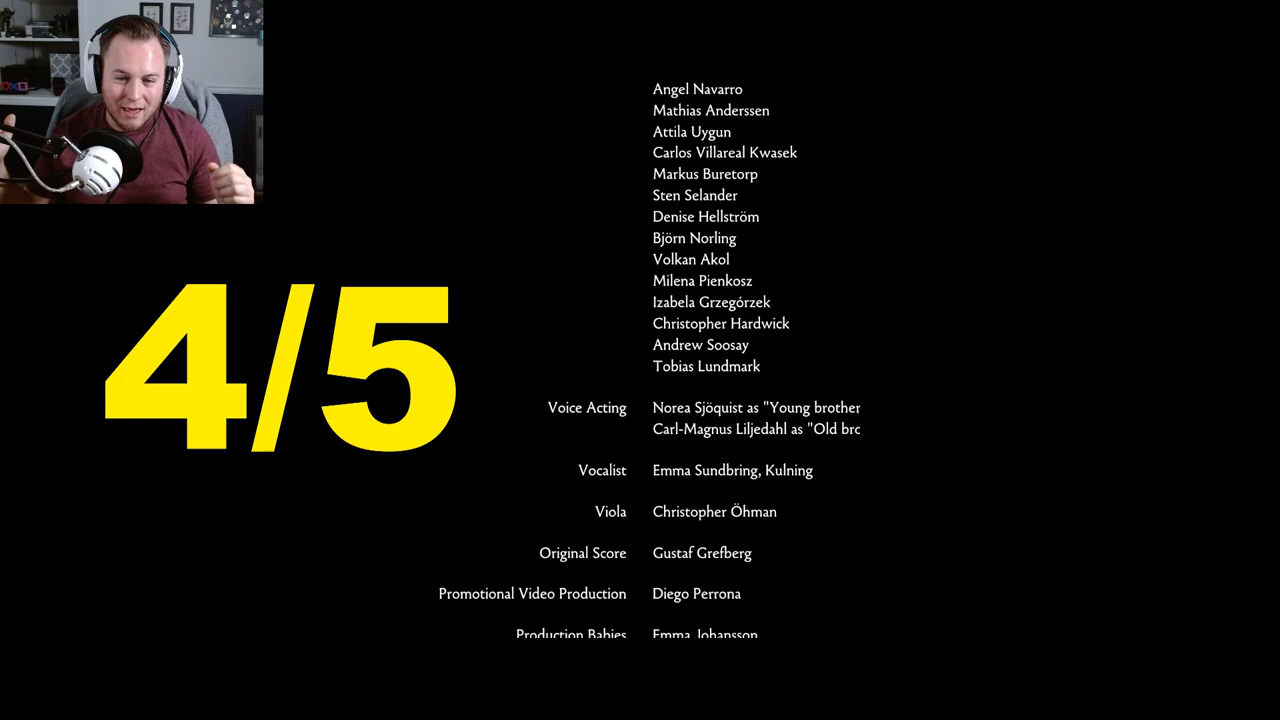 Angel Navarro
Mathias Anderssen
Attila Uygun
Carlos Villareal Kwasek
Markus Buretorp
Sten Selander
Denise Hellström
Björn Norling
Volkan Akol
Milena Pienkosz
Izabela Grzegórzek
Christopher Hardwick
Andrew Soosay
Tobias Lundmark
4/5
Voice Acting Norea Sjöquist as "Young brother
Carl-Magnus Liljedahl as "Old bro
Vocalist Emma Sundbring, Kulning
Viola Christopher Öhman
Original Score Gustaf Grefberg
Promotional Video Production Diego Perrona
Production Babies Emma Johansson